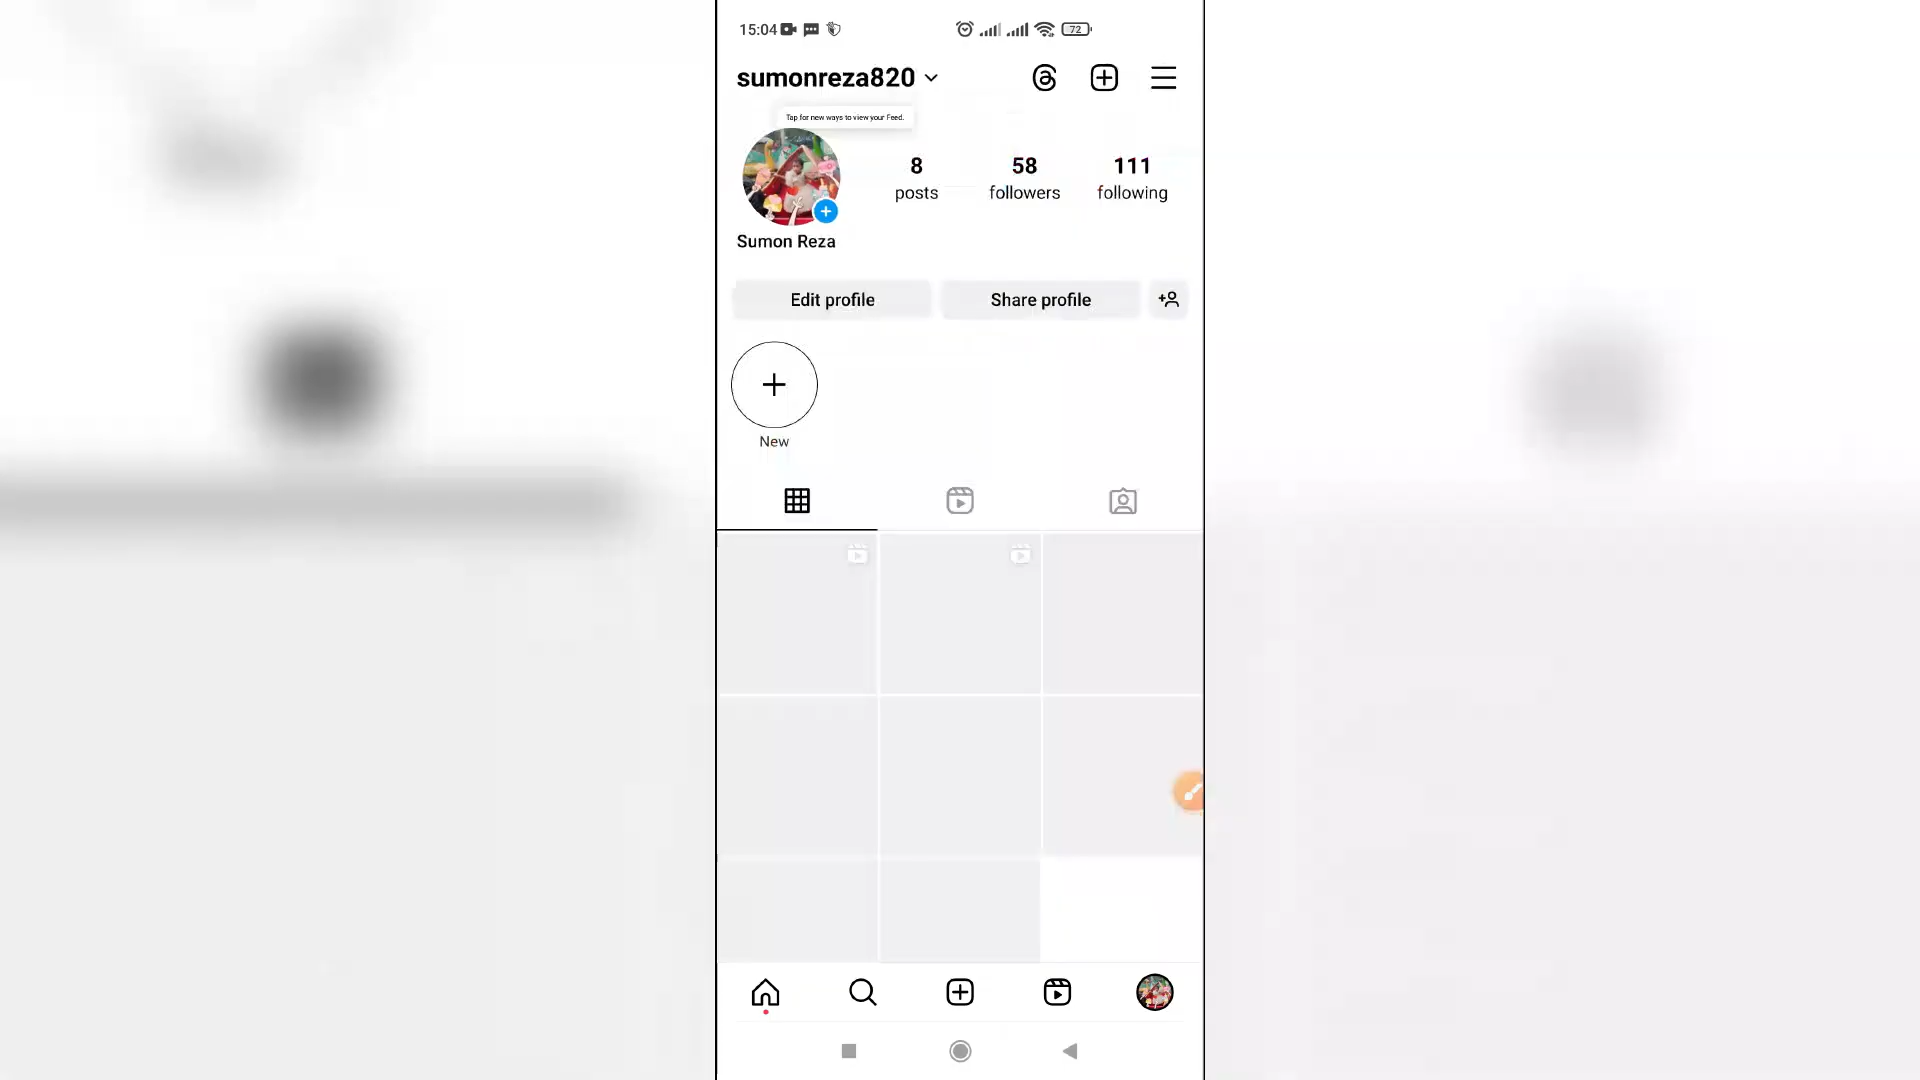 15:04
72
sumonreza820
Tap for new ways to view your Feed.
8 posts
58 followers
111 following
Sumon Reza
Edit profile
Share profile
New